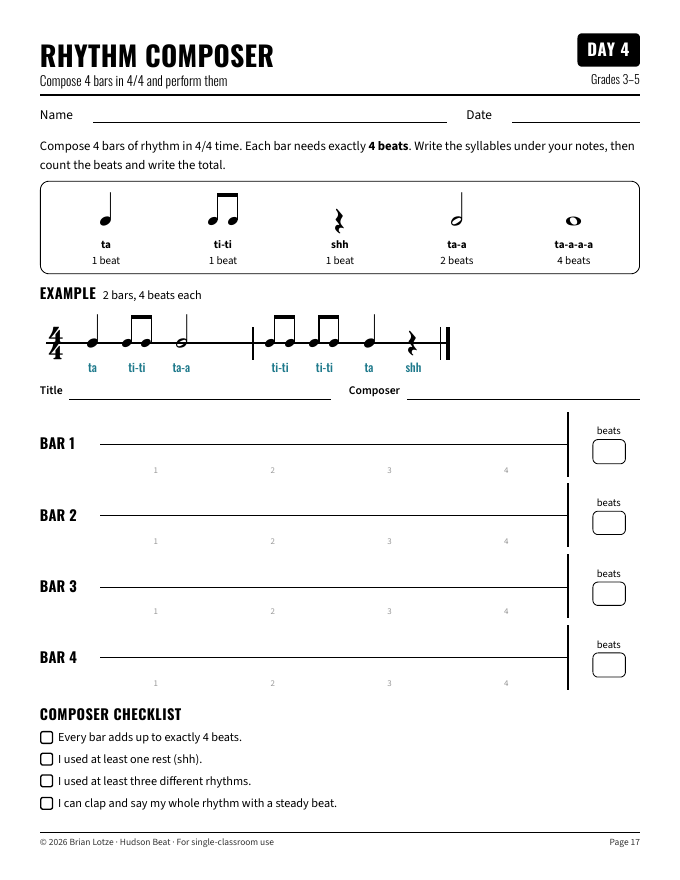 RHYTHM COMPOSER
DAY 4
Compose 4 bars in 4/4 and perform them
Grades 3–5
Name
Date
Compose 4 bars of rhythm in 4/4 time. Each bar needs exactly 4 beats. Write the syllables under your notes, then
count the beats and write the total.
ta ti-ti shh ta-a ta-a-a-a
1 beat 1 beat 1 beat 2 beats 4 beats
EXAMPLE 2 bars, 4 beats each
4
4
ta ti-ti ta-a ti-ti ti-ti ta shh
Title Composer
beats
BAR 1
1 2 3 4
beats
BAR 2
1 2 3 4
beats
BAR 3
1 2 3 4
beats
BAR 4
1 2 3 4
COMPOSER CHECKLIST
Every bar adds up to exactly 4 beats.
I used at least one rest (shh).
I used at least three different rhythms.
I can clap and say my whole rhythm with a steady beat.
© 2026 Brian Lotze · Hudson Beat · For single-classroom use
Page 17